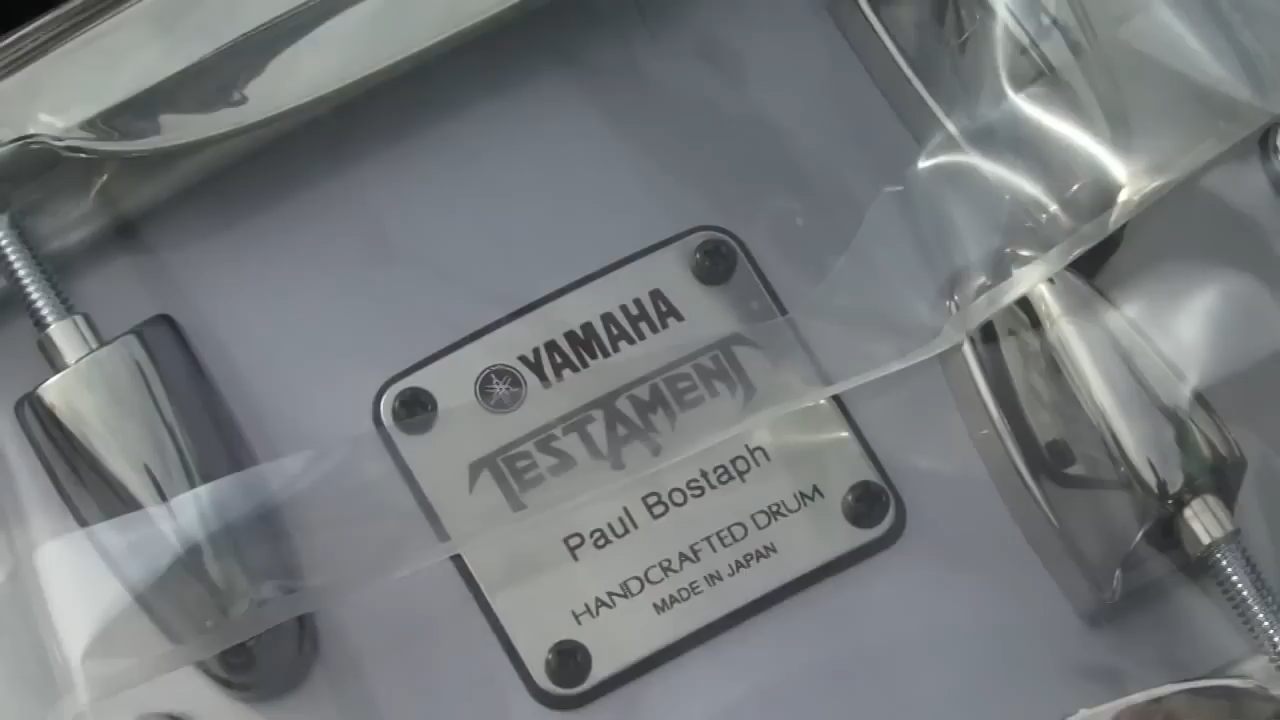 YAMAHA
TESTAMENT
Paul Bostaph
HANDCRAFTED DRUM
MADE IN JAPAN